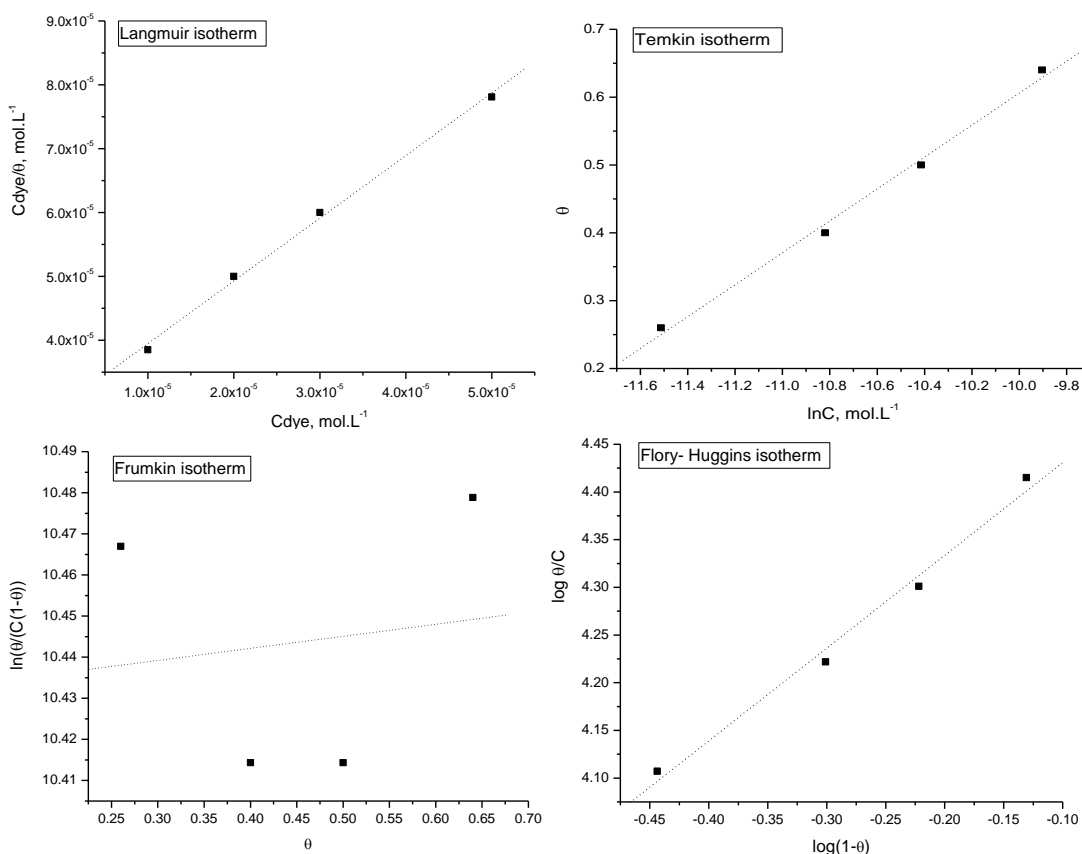 Langmuir isotherm
9.0x10⁻⁵
8.0x10⁻⁵
7.0x10⁻⁵
6.0x10⁻⁵
5.0x10⁻⁵
4.0x10⁻⁵
Cdye/θ, mol.L⁻¹
1.0x10⁻⁵ 2.0x10⁻⁵ 3.0x10⁻⁵ 4.0x10⁻⁵ 5.0x10⁻⁵
Cdye, mol.L⁻¹
Temkin isotherm
0.7
0.6
0.5
0.4
0.3
0.2
θ
-11.6 -11.4 -11.2 -11.0 -10.8 -10.6 -10.4 -10.2 -10.0 -9.8
lnC, mol.L⁻¹
Frumkin isotherm
10.49
10.48
10.47
10.46
10.45
10.44
10.43
10.42
10.41
ln(θ/(C(1-θ))
0.25 0.30 0.35 0.40 0.45 0.50 0.55 0.60 0.65 0.70
θ
Flory- Huggins isotherm
4.45
4.40
4.35
4.30
4.25
4.20
4.15
4.10
log θ/C
-0.45 -0.40 -0.35 -0.30 -0.25 -0.20 -0.15 -0.10
log(1-θ)